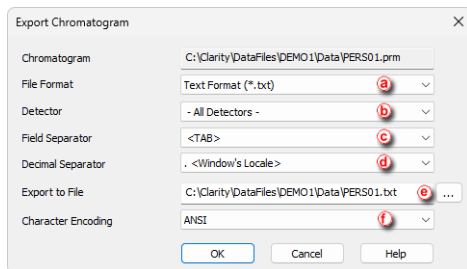 Export Chromatogram
Chromatogram C:\Clarity\DataFiles\DEMO1\Data\PERS01.prm
File Format Text Format (*.txt) a
Detector - All Detectors - b
Field Separator <TAB> c
Decimal Separator . <Window's Locale> d
Export to File C:\Clarity\DataFiles\DEMO1\Data\PERS01.txt e ...
Character Encoding ANSI f
OK Cancel Help